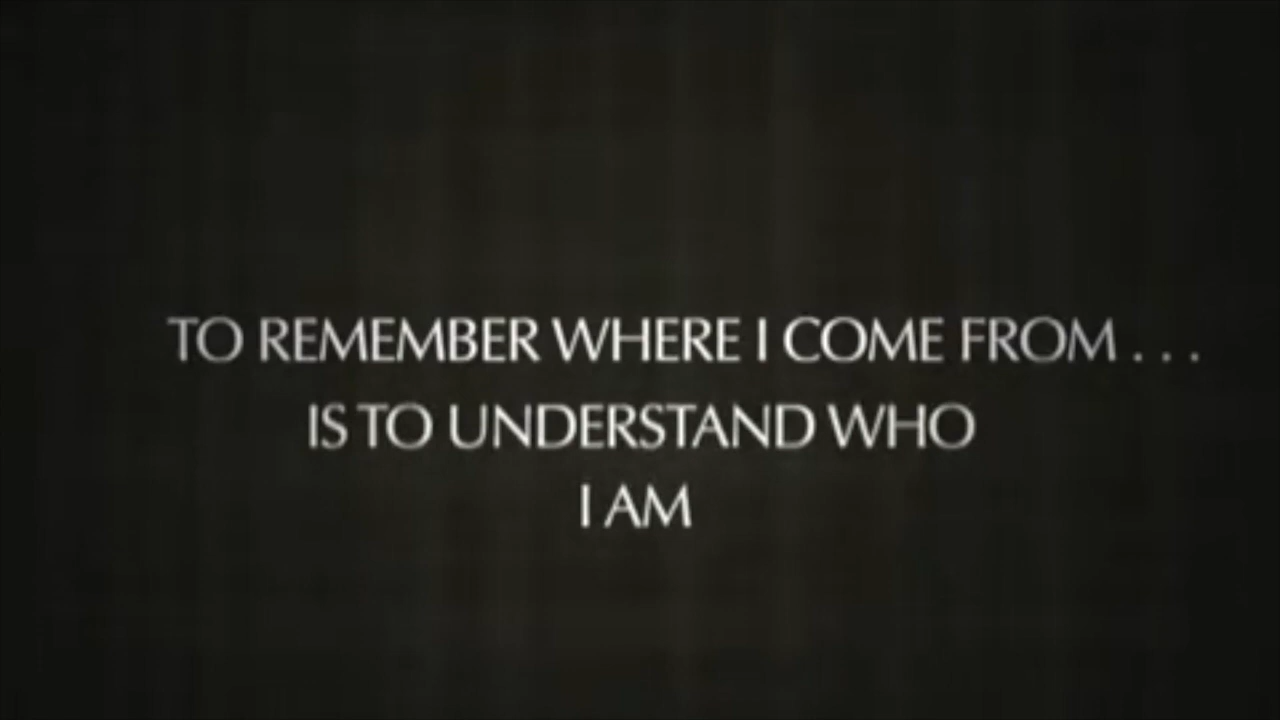 TO REMEMBER WHERE I COME FROM . . .
IS TO UNDERSTAND WHO
I AM